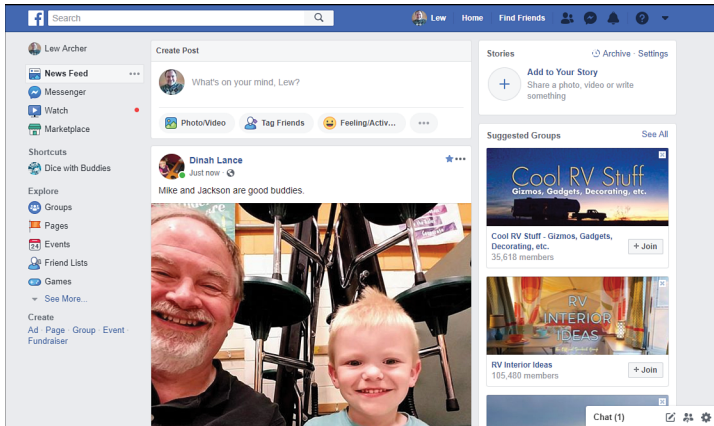 f
Search
Lew
Home
Find Friends
Lew Archer
News Feed
Messenger
Watch
Marketplace
Shortcuts
Dice with Buddies
Explore
Groups
Pages
Events
Friend Lists
Games
See More...
Create
Ad · Page · Group · Event ·
Fundraiser
Create Post
What's on your mind, Lew?
Photo/Video
Tag Friends
Feeling/Activ...
Dinah Lance
Just now ·
Mike and Jackson are good buddies.
Stories
Archive · Settings
Add to Your Story
Share a photo, video or write
something
Suggested Groups
See All
Cool RV Stuff
Gizmos, Gadgets, Decorating, etc.
Cool RV Stuff - Gizmos, Gadgets,
Decorating, etc.
35,618 members
+ Join
RV
INTERIOR
IDEAS
RV Interior Ideas
105,480 members
+ Join
Chat (1)